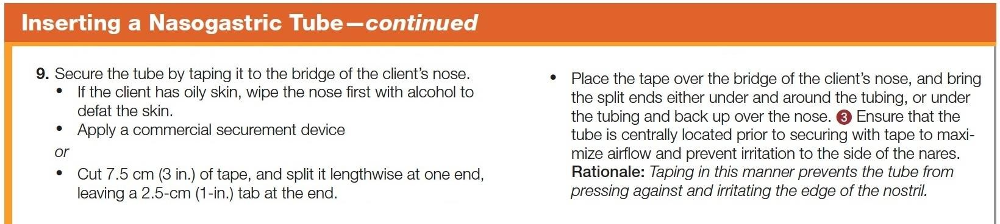 Inserting a Nasogastric Tube—continued
9. Secure the tube by taping it to the bridge of the client's nose.
• If the client has oily skin, wipe the nose first with alcohol to
defat the skin.
• Apply a commercial securement device
or
• Cut 7.5 cm (3 in.) of tape, and split it lengthwise at one end,
leaving a 2.5-cm (1-in.) tab at the end.
• Place the tape over the bridge of the client's nose, and bring
the split ends either under and around the tubing, or under
the tubing and back up over the nose. 3 Ensure that the
tube is centrally located prior to securing with tape to maxi-
mize airflow and prevent irritation to the side of the nares.
Rationale: Taping in this manner prevents the tube from
pressing against and irritating the edge of the nostril.